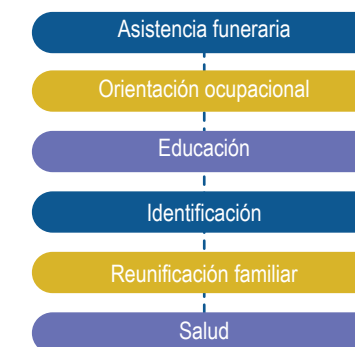 Asistencia funeraria
Orientación ocupacional
Educación
Identificación
Reunificación familiar
Salud